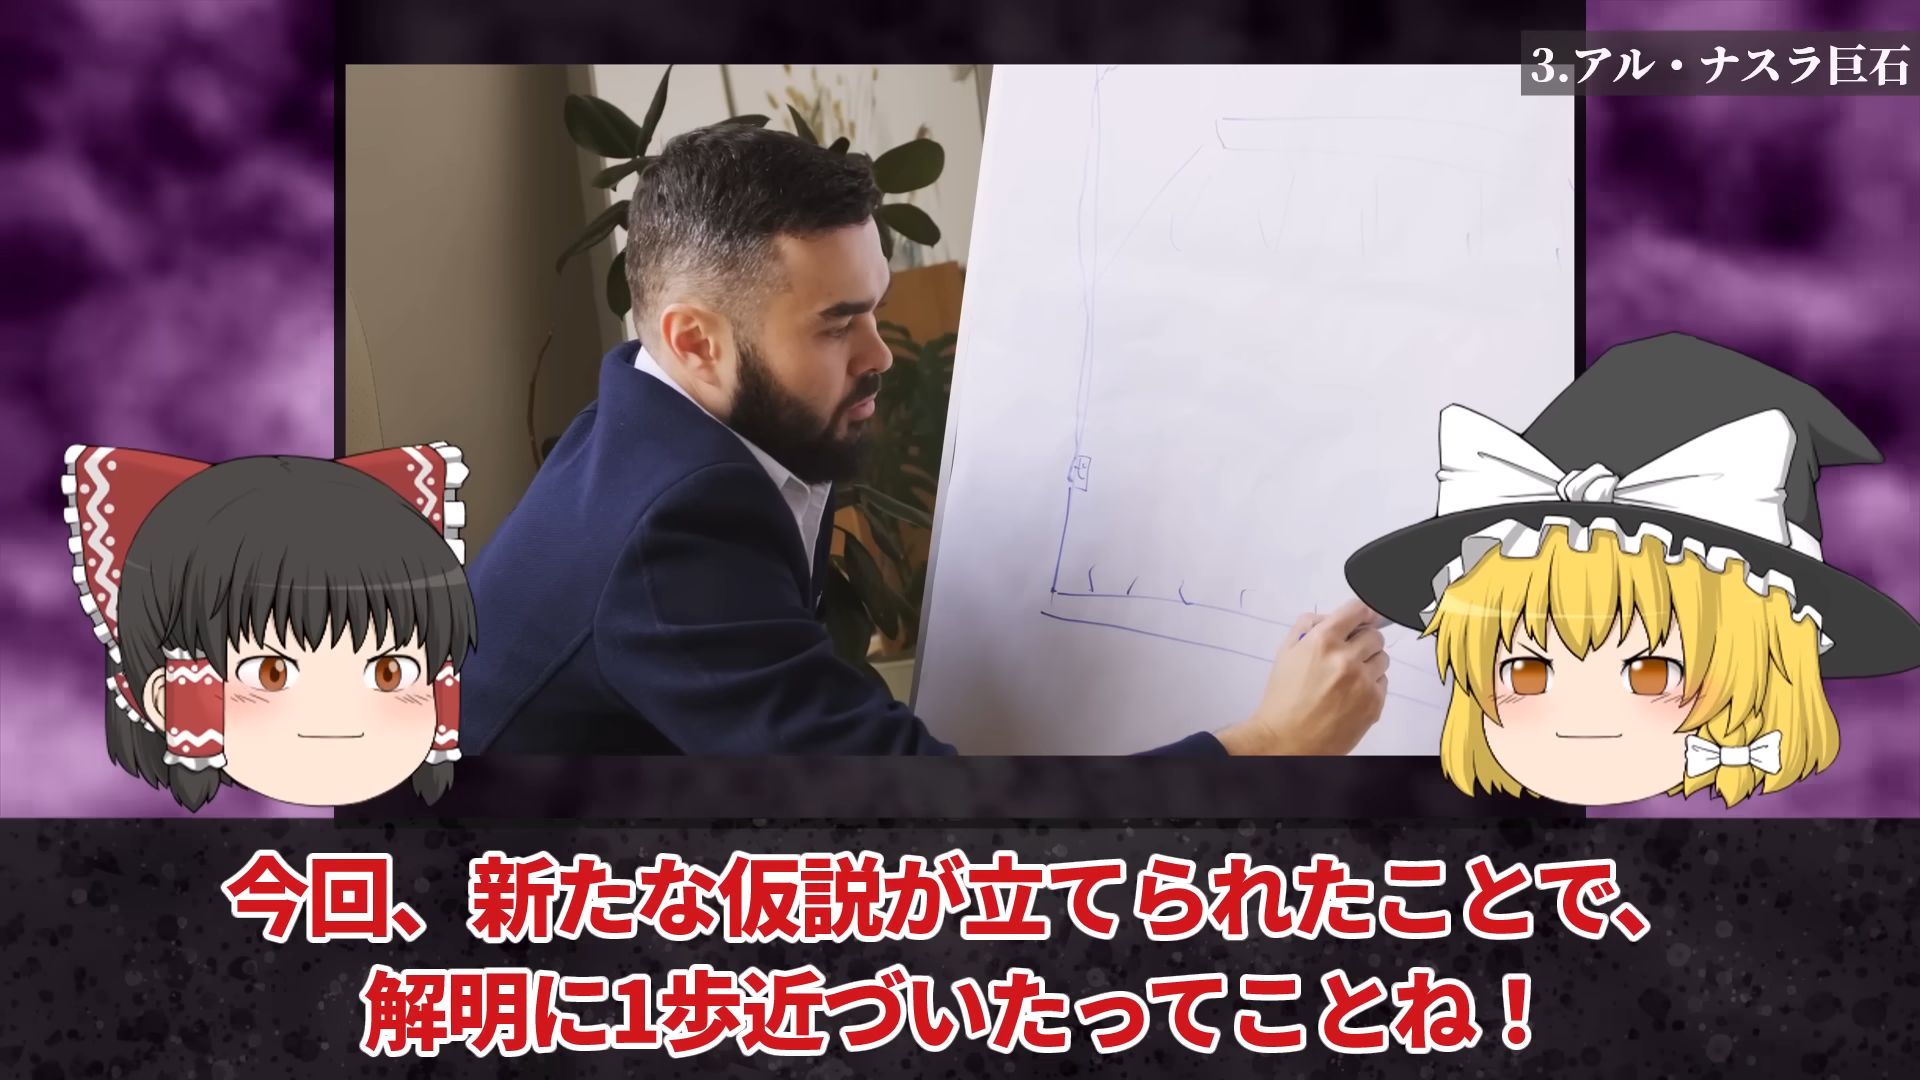 3.アル・ナスラ巨石
今回、新たな仮説が立てられたことで、
解明に1歩近づいたってことね！